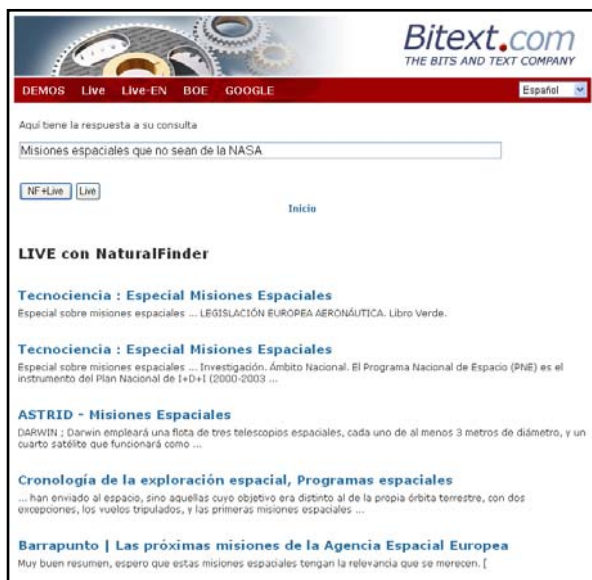 Bitext.com
THE BITS AND TEXT COMPANY
DEMOS Live Live-EN BOE GOOGLE Español
Aquí tiene la respuesta a su consulta
Misiones espaciales que no sean de la NASA
NF+Live Live
Inicio
LIVE con NaturalFinder
Tecnociencia : Especial Misiones Espaciales
Especial sobre misiones espaciales ... LEGISLACIÓN EUROPEA AERONÁUTICA. Libro Verde.
Tecnociencia : Especial Misiones Espaciales
Especial sobre misiones espaciales ... Investigación. Ámbito Nacional. El Programa Nacional de Espacio (PNE) es el
instrumento del Plan Nacional de I+D+I (2000-2003 ...
ASTRID - Misiones Espaciales
DARWIN ; Darwin empleará una flota de tres telescopios espaciales, cada uno de al menos 3 metros de diámetro, y un
cuarto satélite que funcionará como ...
Cronología de la exploración espacial, Programas espaciales
... han enviado al espacio, sino aquellas cuyo objetivo era distinto al de la propia órbita terrestre, con dos
excepciones, los vuelos tripulados, y las primeras misiones espaciales ...
Barrapunto | Las próximas misiones de la Agencia Espacial Europea
Muy buen resumen, espero que estas misiones espaciales tengan la relevancia que se merecen. [